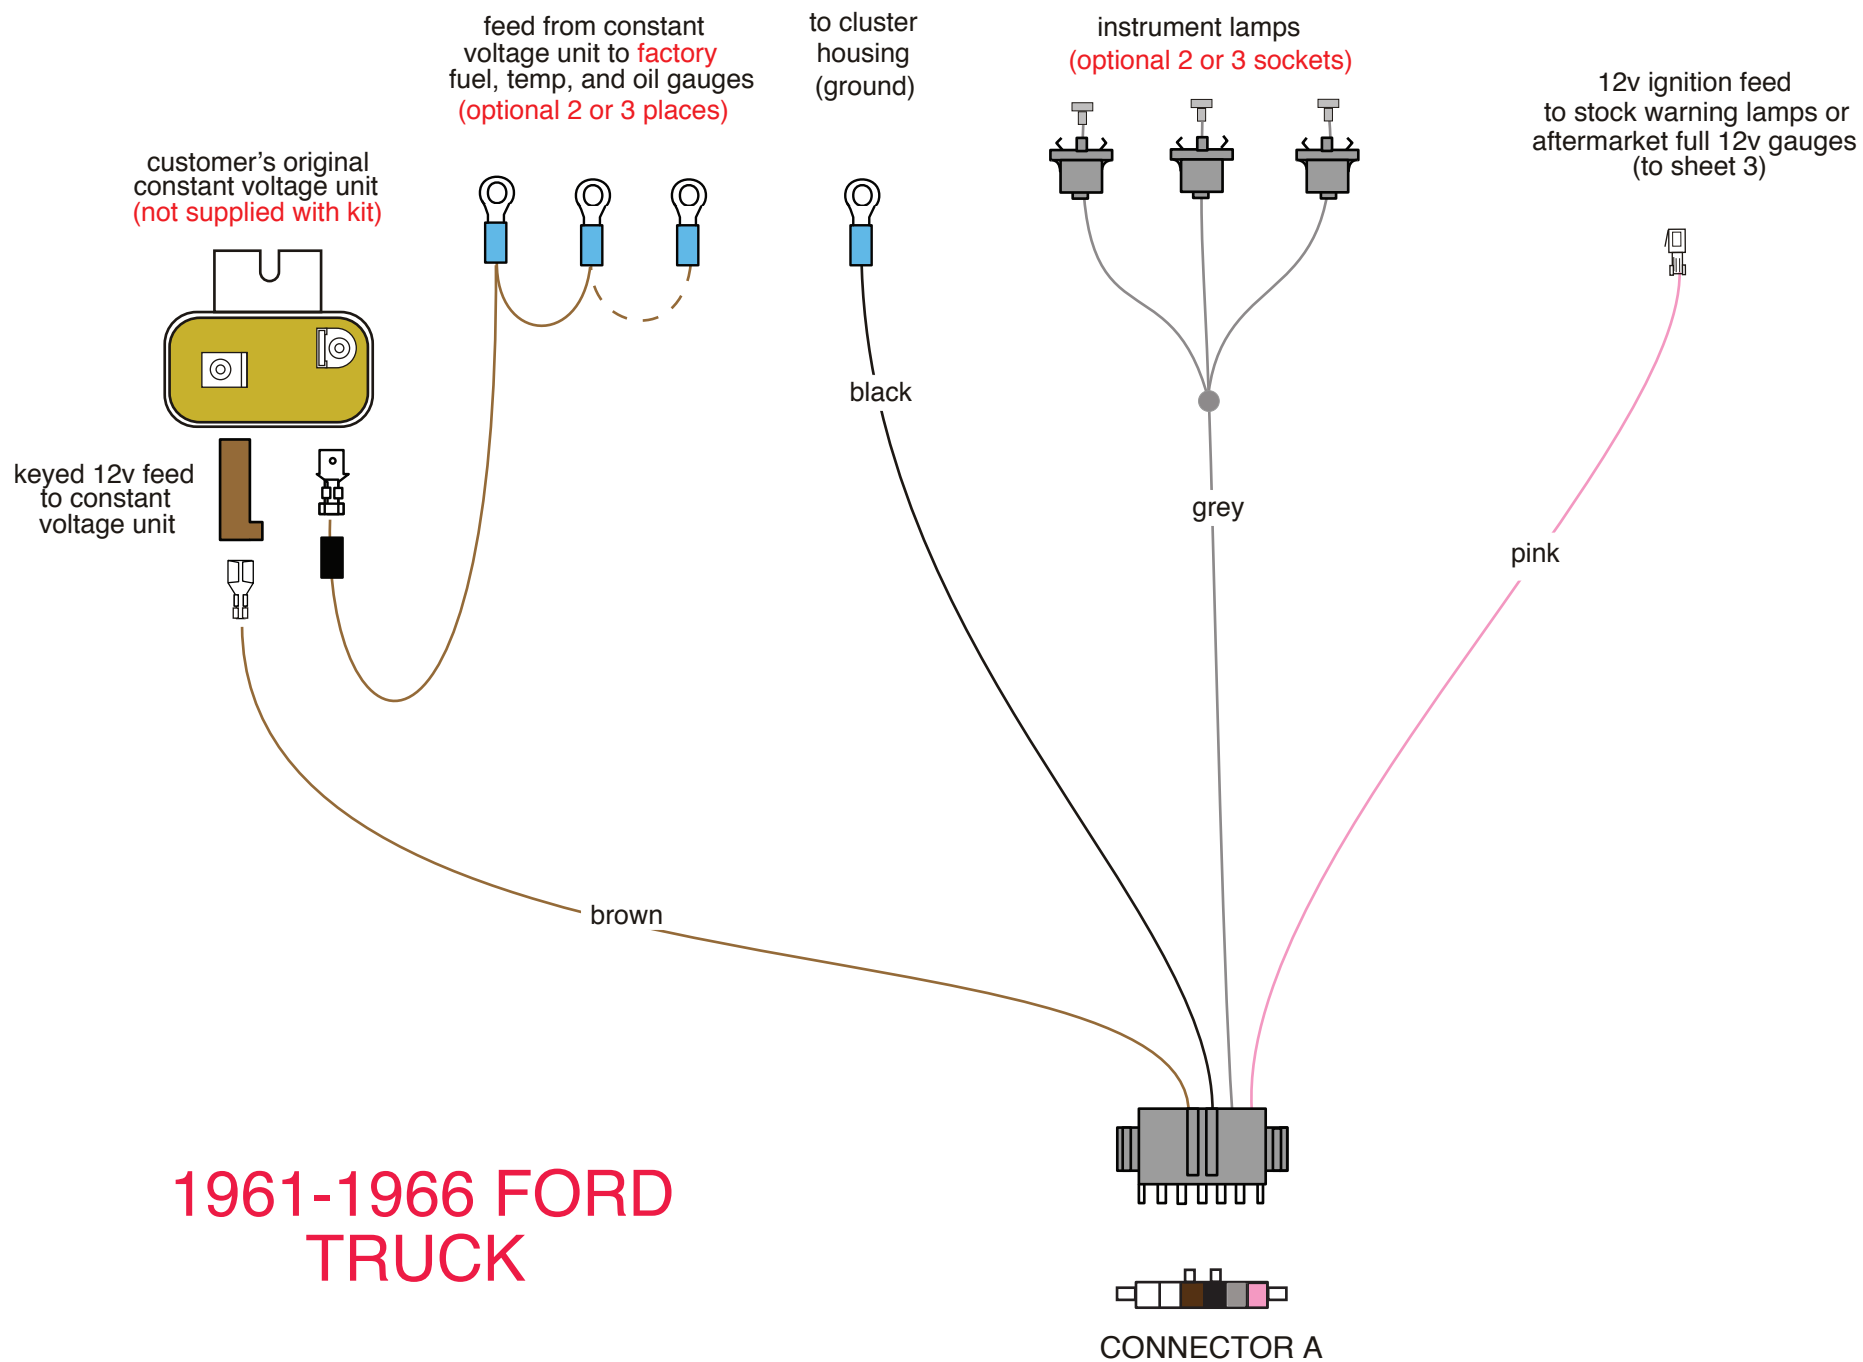 feed from constant
voltage unit to factory
fuel, temp, and oil gauges
(optional 2 or 3 places)
to cluster
housing
(ground)
instrument lamps
(optional 2 or 3 sockets)
12v ignition feed
to stock warning lamps or
aftermarket full 12v gauges
(to sheet 3)
customer’s original
constant voltage unit
(not supplied with kit)
black
keyed 12v feed
to constant
voltage unit
grey
pink
brown
1961-1966 FORD
TRUCK
CONNECTOR A